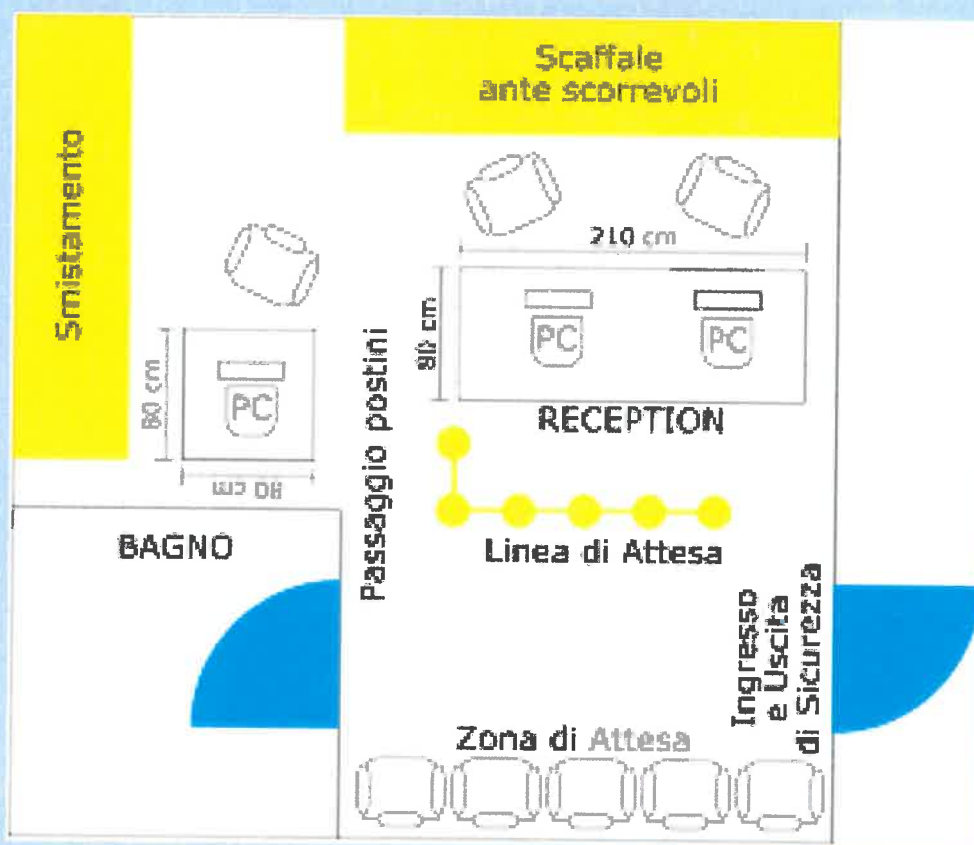 Scaffale
ante scorrevoli
Smistamento
210 cm
80 cm
PC
PC
RECEPTION
80 cm
PC
80 cm
Passaggio postini
BAGNO
Linea di Attesa
Ingresso
e Uscita
di Sicurezza
Zona di Attesa